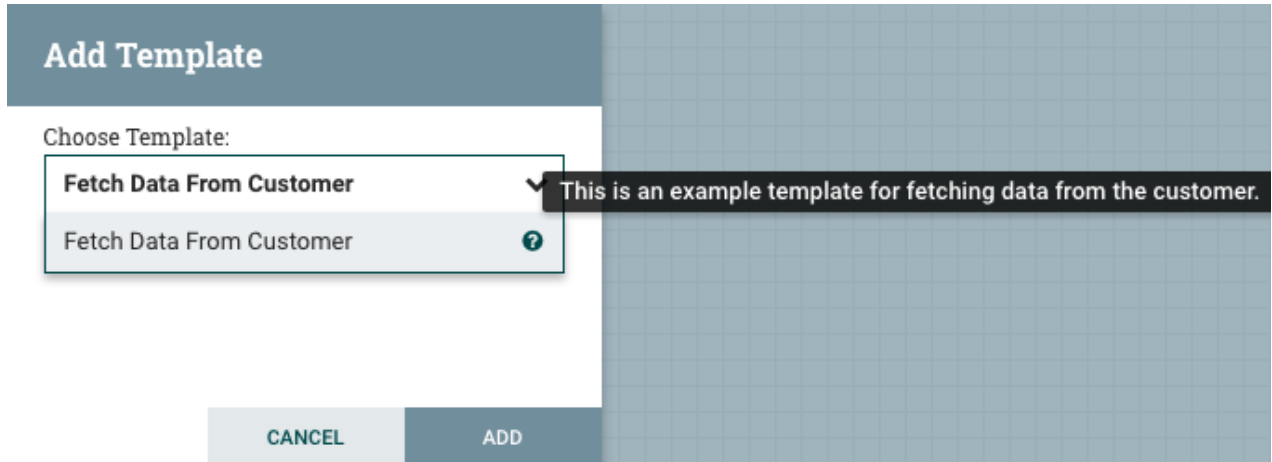 Add Template
Choose Template:
Fetch Data From Customer
This is an example template for fetching data from the customer.
Fetch Data From Customer
CANCEL
ADD